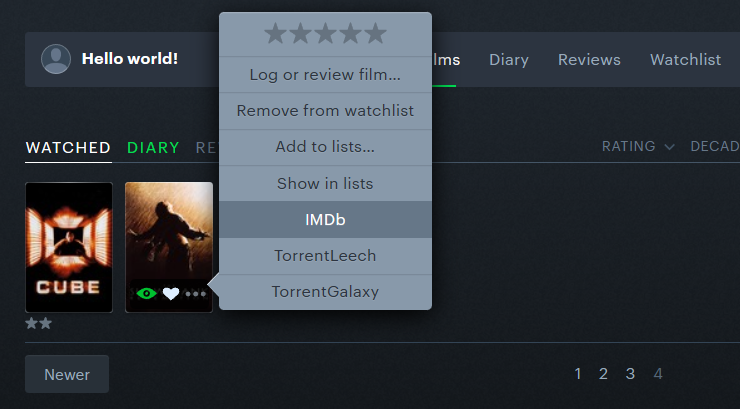 Hello world!
lms
Diary
Reviews
Watchlist
Log or review film...
Remove from watchlist
Add to lists...
Show in lists
IMDb
TorrentLeech
TorrentGalaxy
WATCHED
DIARY
RE
RATING
DECAD
CUBE
Newer
1 2 3 4